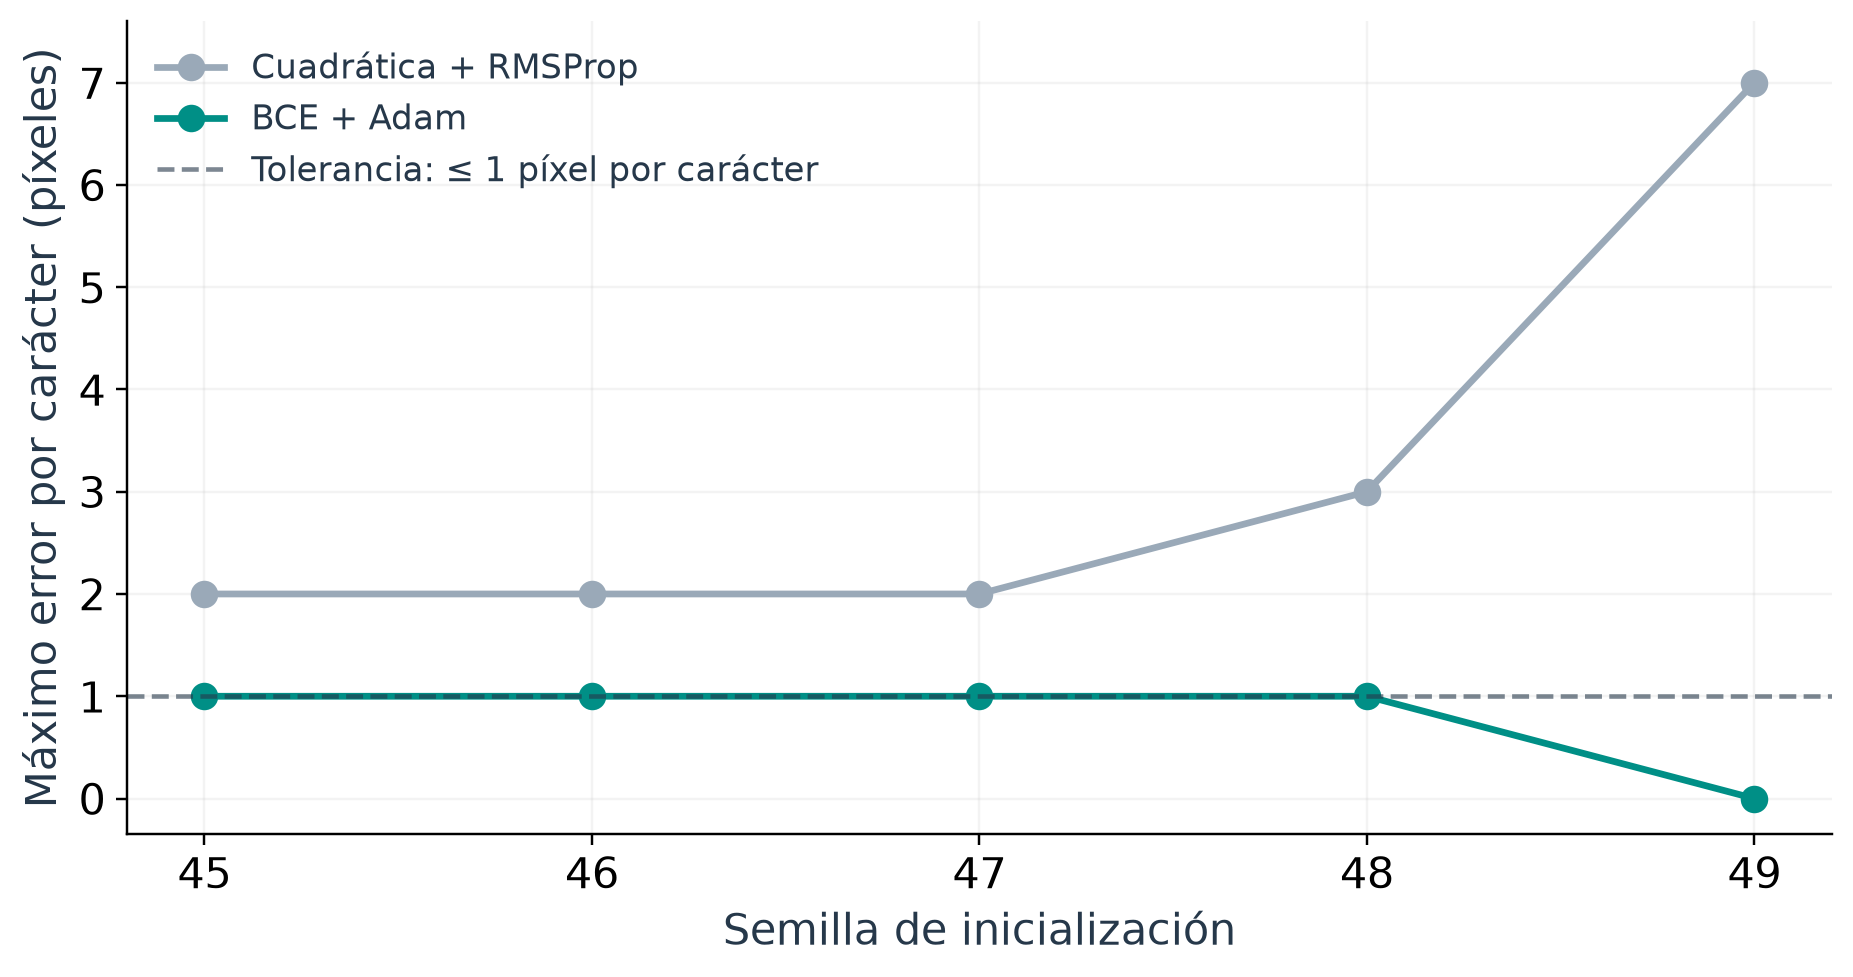 Máximo error por carácter (píxeles)
7
6
5
4
3
2
1
0
Cuadrática + RMSProp
BCE + Adam
Tolerancia: ≤ 1 píxel por carácter
45 46 47 48 49
Semilla de inicialización